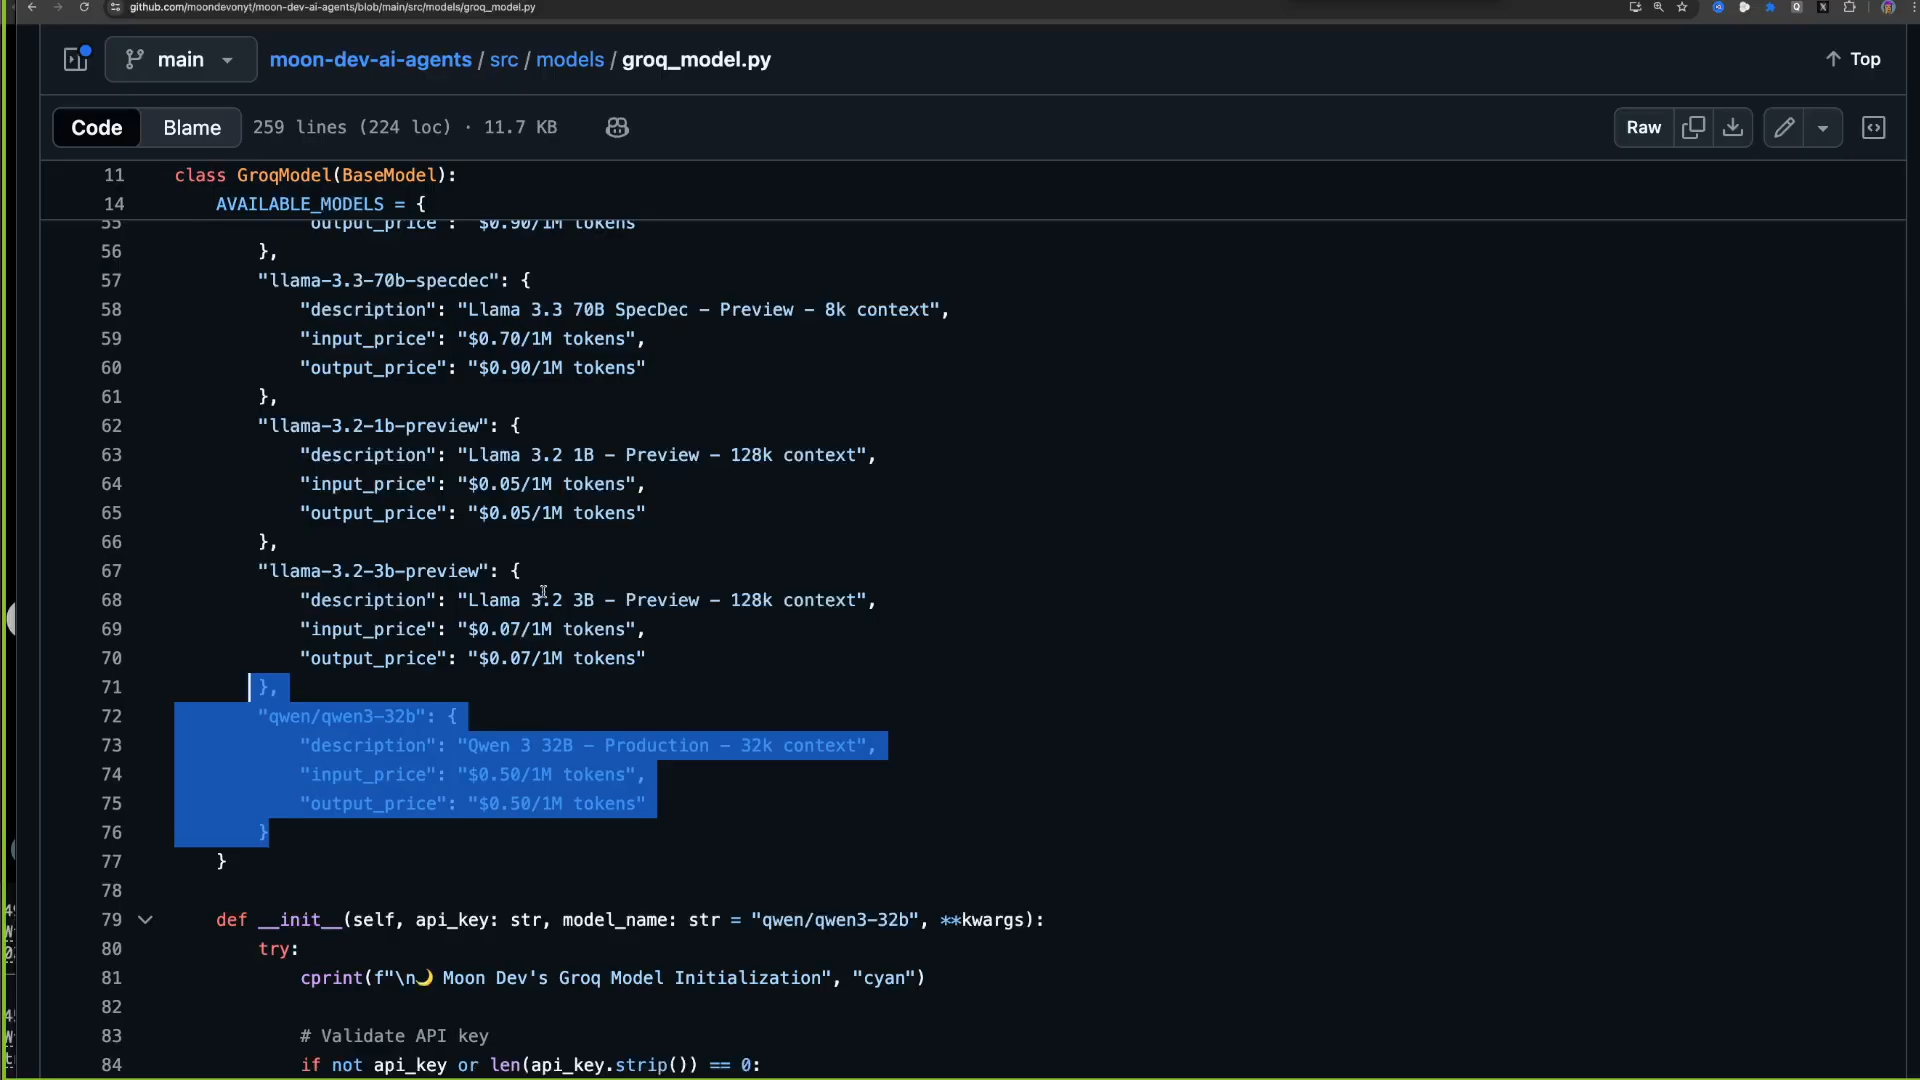 github.com/moondevonyt/moon-dev-ai-agents/blob/main/src/models/groq_model.py
main moon-dev-ai-agents / src / models / groq_model.py Top
Code Blame 259 lines (224 loc) · 11.7 KB Raw
11 class GroqModel(BaseModel):
14 AVAILABLE_MODELS = {
55 "output_price": "$0.90/1M tokens"
56 },
57 "llama-3.3-70b-specdec": {
58 "description": "Llama 3.3 70B SpecDec - Preview - 8k context",
59 "input_price": "$0.70/1M tokens",
60 "output_price": "$0.90/1M tokens"
61 },
62 "llama-3.2-1b-preview": {
63 "description": "Llama 3.2 1B - Preview - 128k context",
64 "input_price": "$0.05/1M tokens",
65 "output_price": "$0.05/1M tokens"
66 },
67 "llama-3.2-3b-preview": {
68 "description": "Llama 3.2 3B - Preview - 128k context",
69 "input_price": "$0.07/1M tokens",
70 "output_price": "$0.07/1M tokens"
71 },
72 "qwen/qwen3-32b": {
73 "description": "Qwen 3 32B - Production - 32k context",
74 "input_price": "$0.50/1M tokens",
75 "output_price": "$0.50/1M tokens"
76 }
77 }
78
79 def __init__(self, api_key: str, model_name: str = "qwen/qwen3-32b", **kwargs):
80 try:
81 cprint(f"\n🌙 Moon Dev's Groq Model Initialization", "cyan")
82
83 # Validate API key
84 if not api_key or len(api_key.strip()) == 0: